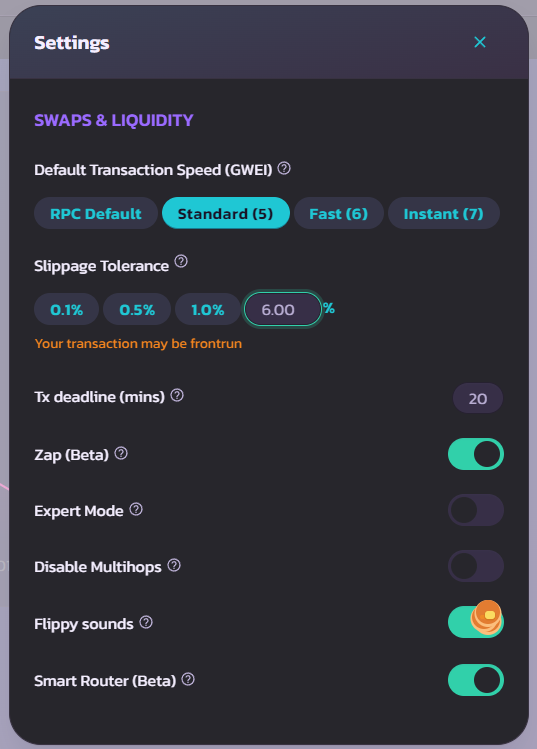 Settings
SWAPS & LIQUIDITY
Default Transaction Speed (GWEI)
RPC Default Standard (5) Fast (6) Instant (7)
Slippage Tolerance
0.1% 0.5% 1.0% 6.00 %
Your transaction may be frontrun
Tx deadline (mins) 20
Zap (Beta)
Expert Mode
Disable Multihops
Flippy sounds
Smart Router (Beta)